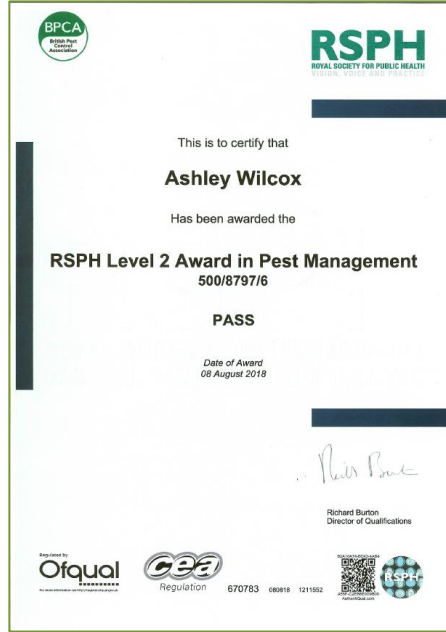 BPCA
British Pest
Control
Association
RSPH
ROYAL SOCIETY FOR PUBLIC HEALTH
VISION, VOICE AND PRACTICE
This is to certify that
Ashley Wilcox
Has been awarded the
RSPH Level 2 Award in Pest Management
500/8797/6
PASS
Date of Award
08 August 2018
Richard Burton
Director of Qualifications
Regulated by
Ofqual
cea
Regulation
670783 080818 1211552
RSPH